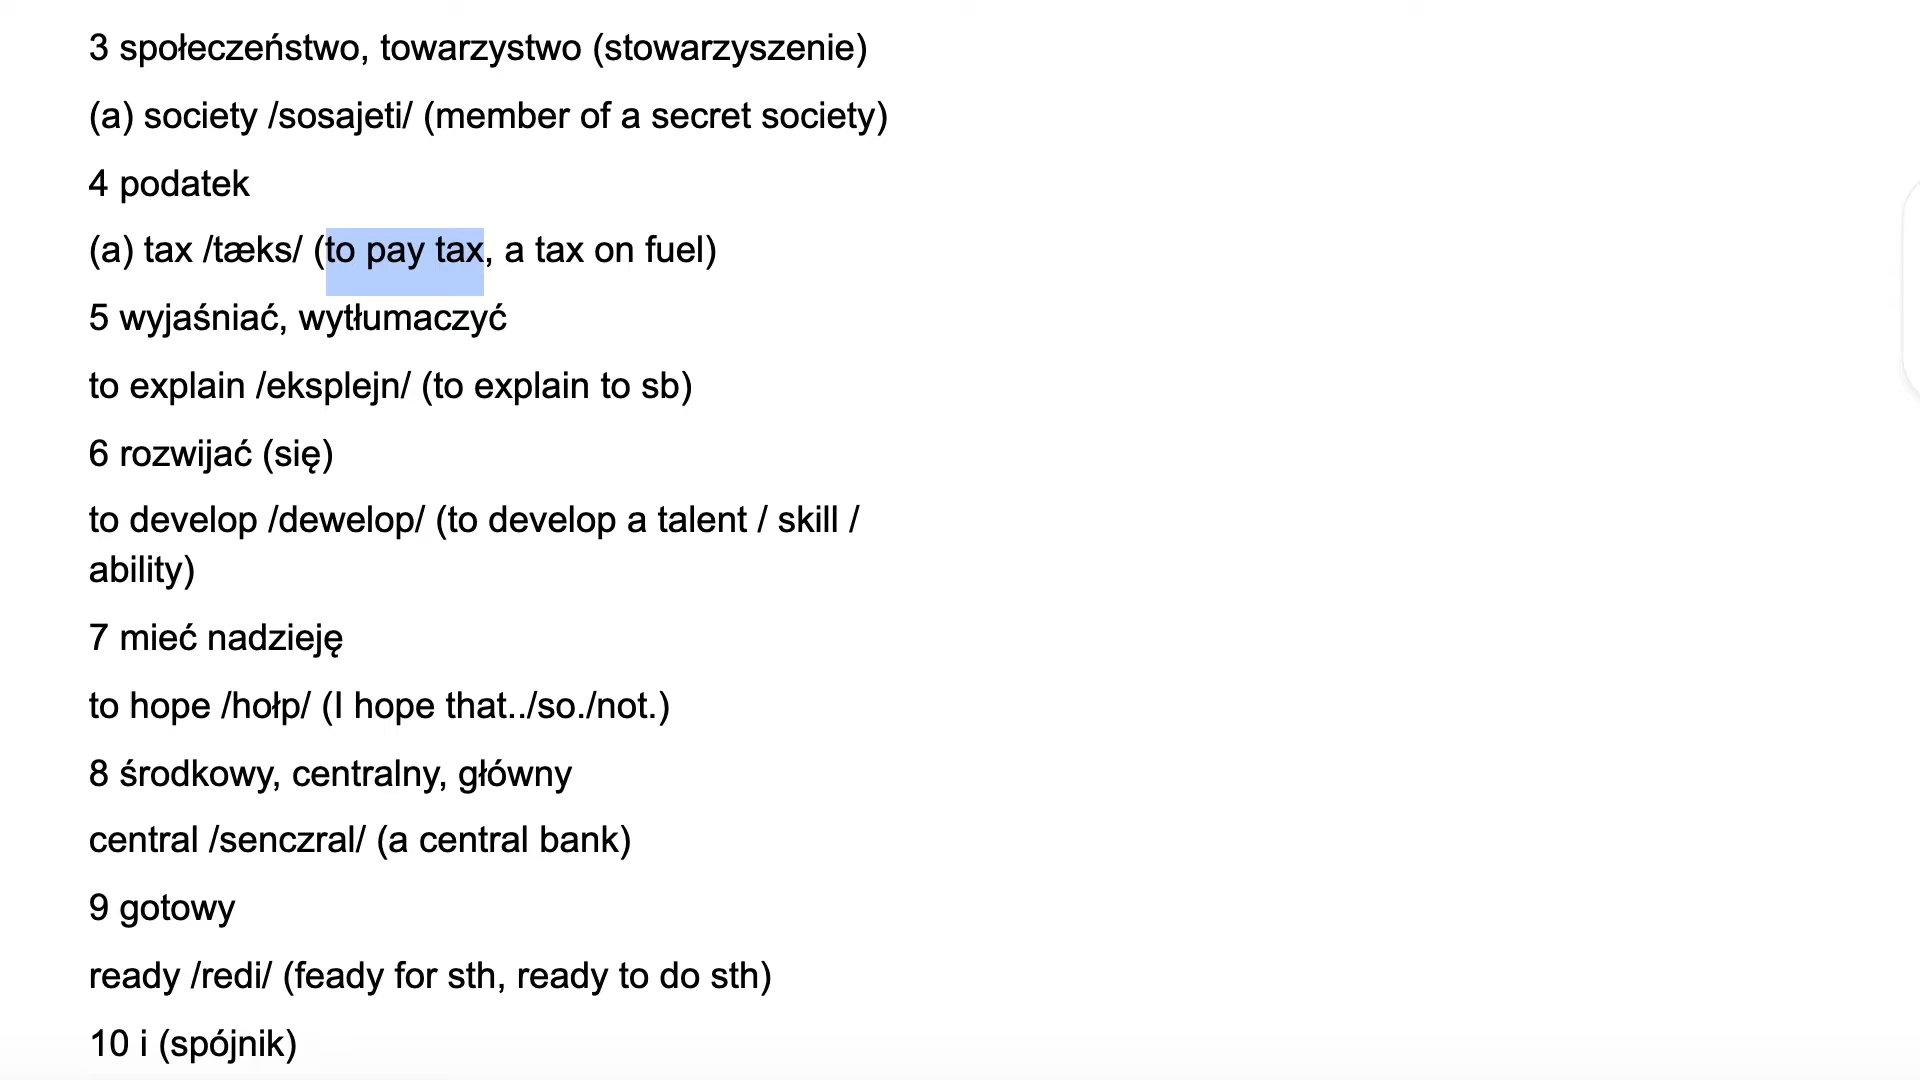 3 społeczeństwo, towarzystwo (stowarzyszenie)
(a) society /sosajeti/ (member of a secret society)
4 podatek
(a) tax /tæks/ (to pay tax, a tax on fuel)
5 wyjaśniać, wytłumaczyć
to explain /eksplejn/ (to explain to sb)
6 rozwijać (się)
to develop /dewelop/ (to develop a talent / skill /
ability)
7 mieć nadzieję
to hope /hołp/ (I hope that../so./not.)
8 środkowy, centralny, główny
central /senczral/ (a central bank)
9 gotowy
ready /redi/ (feady for sth, ready to do sth)
10 i (spójnik)